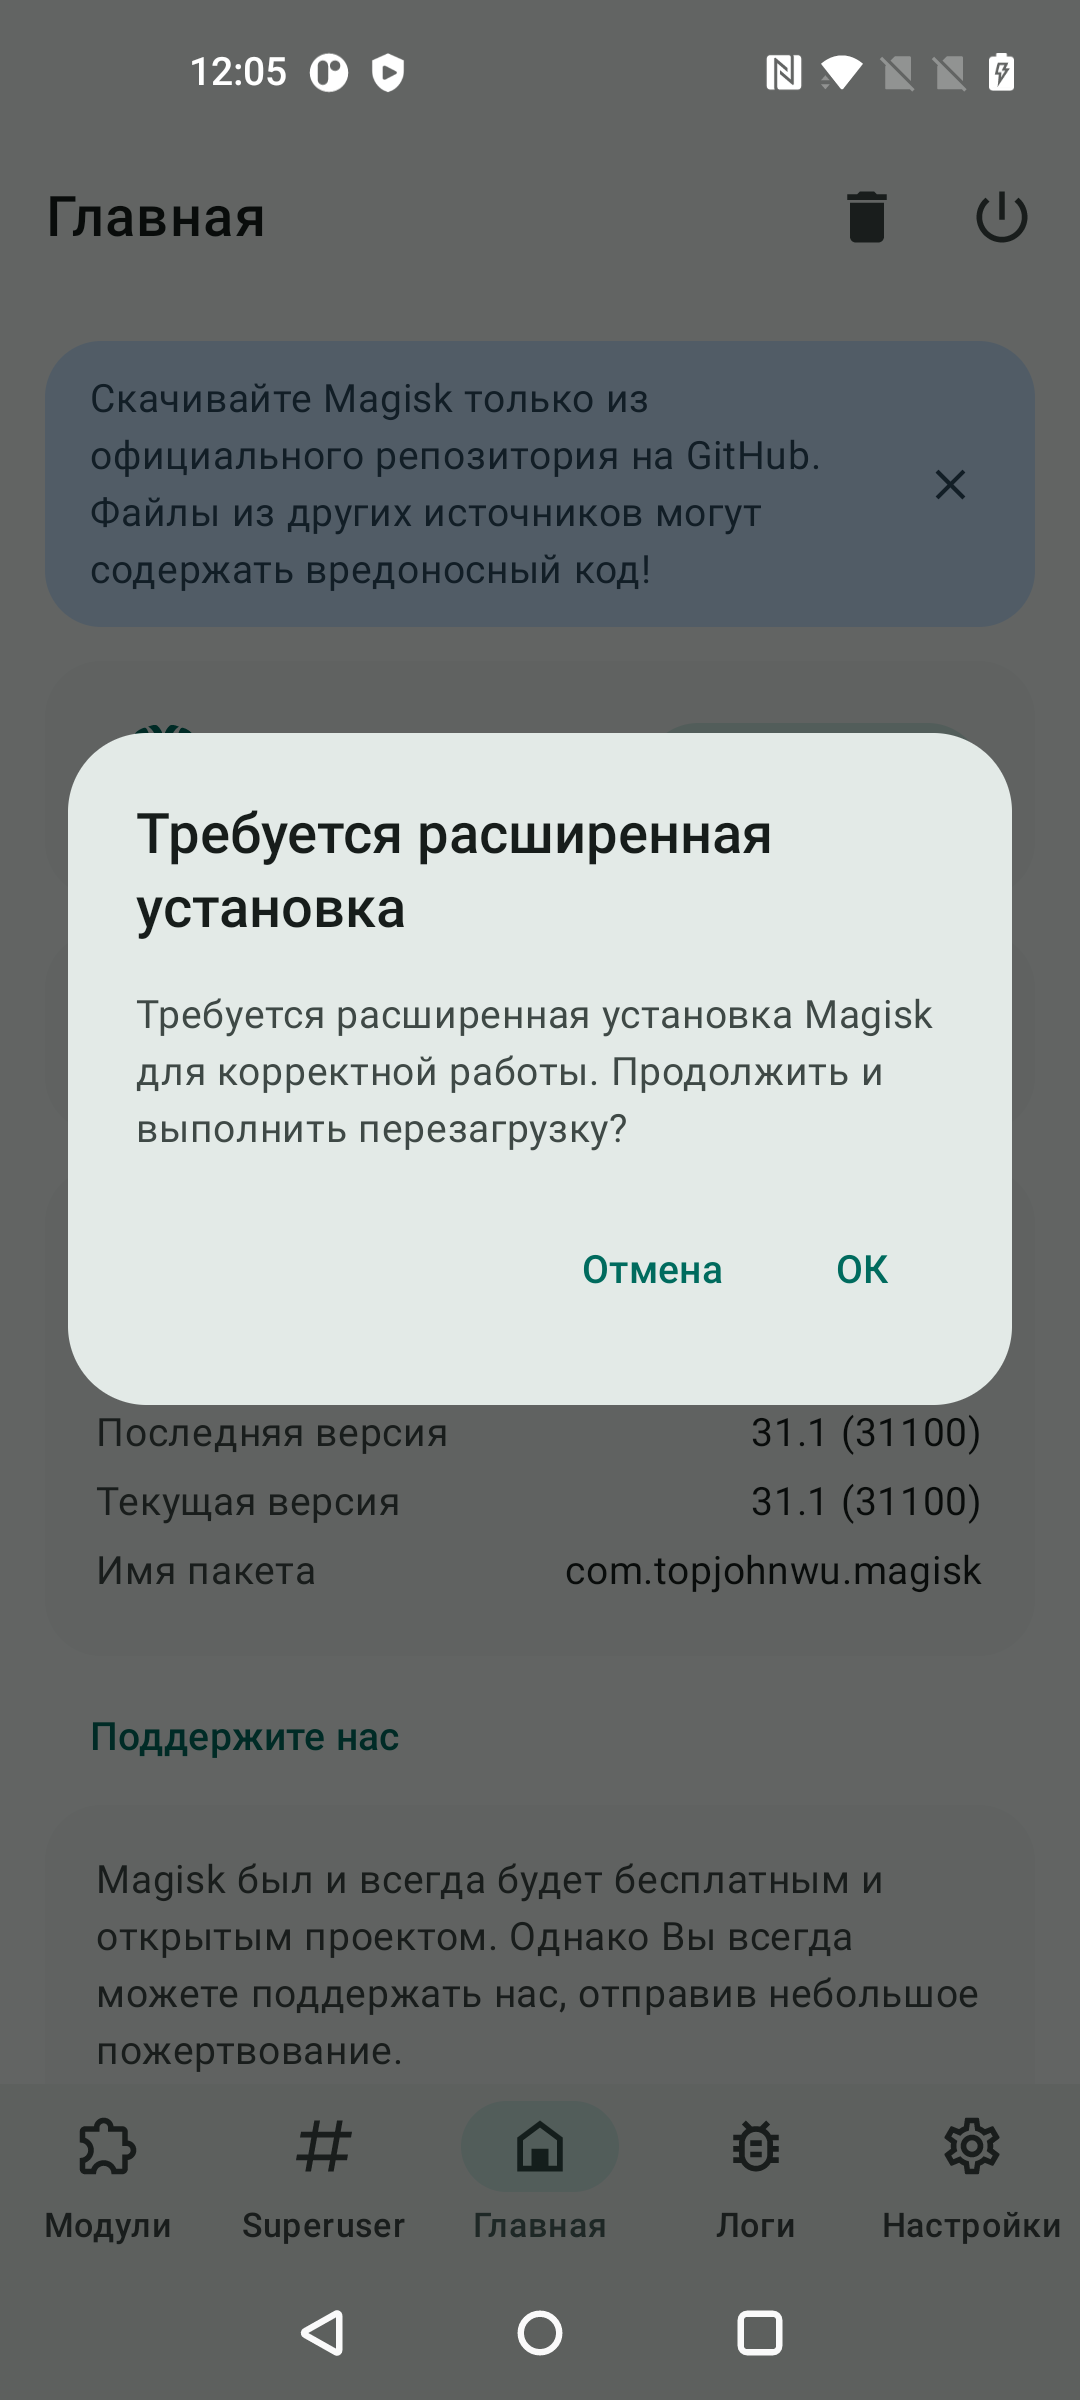 12:05
Главная
Скачивайте Magisk только из
официального репозитория на GitHub.
Файлы из других источников могут
содержать вредоносный код!
Требуется расширенная
установка
Требуется расширенная установка Magisk
для корректной работы. Продолжить и
выполнить перезагрузку?
Отмена ОК
Последняя версия 31.1 (31100)
Текущая версия 31.1 (31100)
Имя пакета com.topjohnwu.magisk
Поддержите нас
Magisk был и всегда будет бесплатным и
открытым проектом. Однако Вы всегда
можете поддержать нас, отправив небольшое
пожертвование.
Модули Superuser Главная Логи Настройки